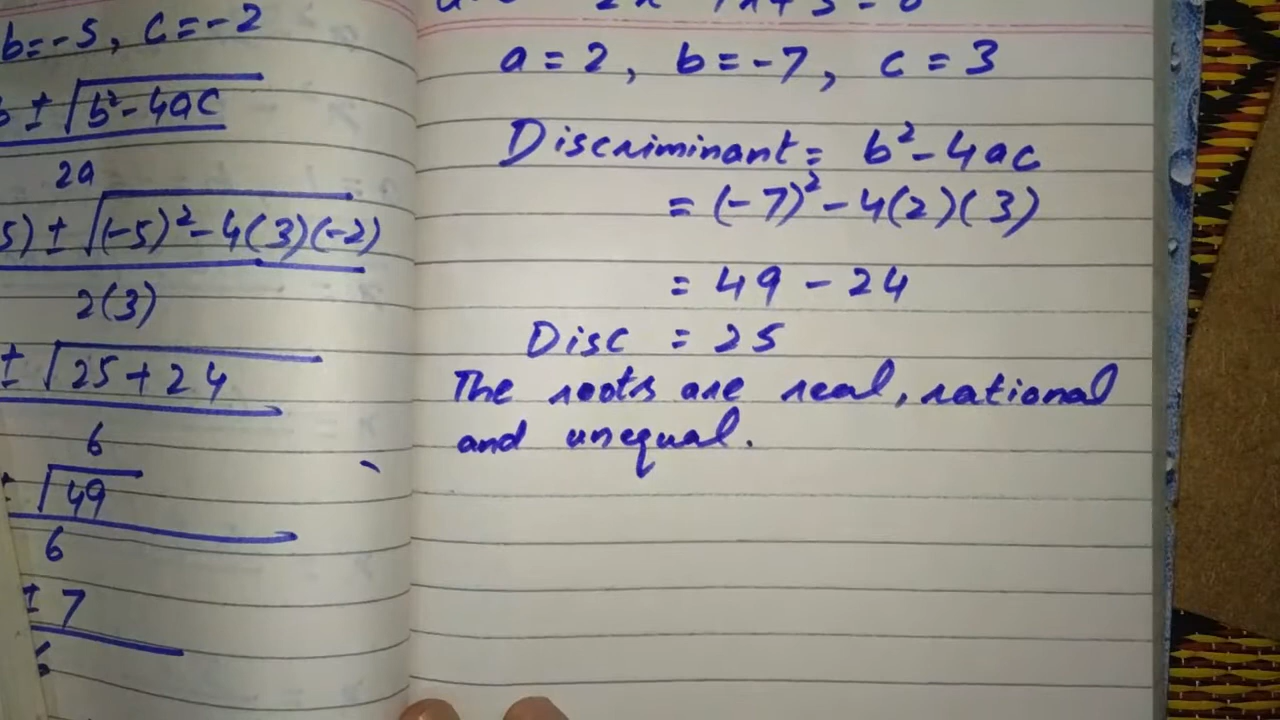 b=-5, c=-2
± √b²-4ac
2a
5) ± √(-5)²-4(3)(-2)
2(3)
± √25+24
6
√49
6
± 7
6
a=2, b=-7, c=3
Discriminant= b²-4ac
= (-7)²-4(2)(3)
= 49-24
Disc = 25
The roots are real, rational
and unequal.